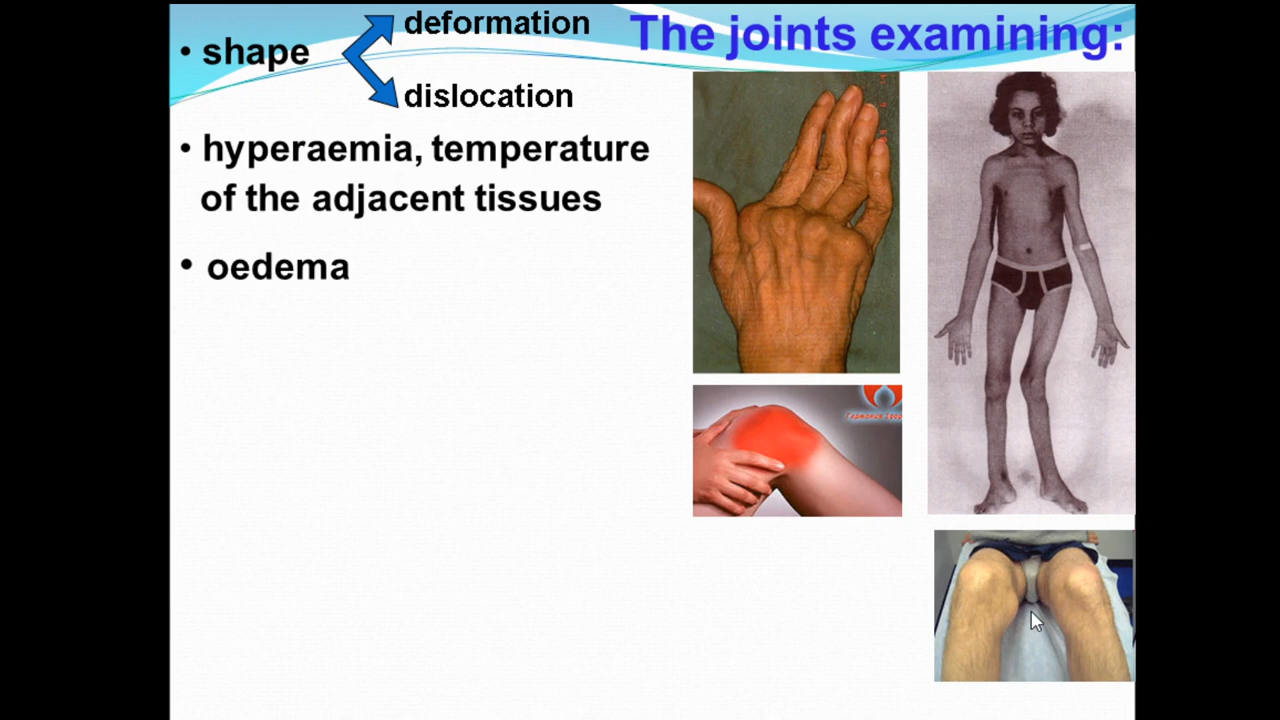 The joints examining:
deformation
• shape
dislocation
• hyperaemia, temperature
of the adjacent tissues
• oedema